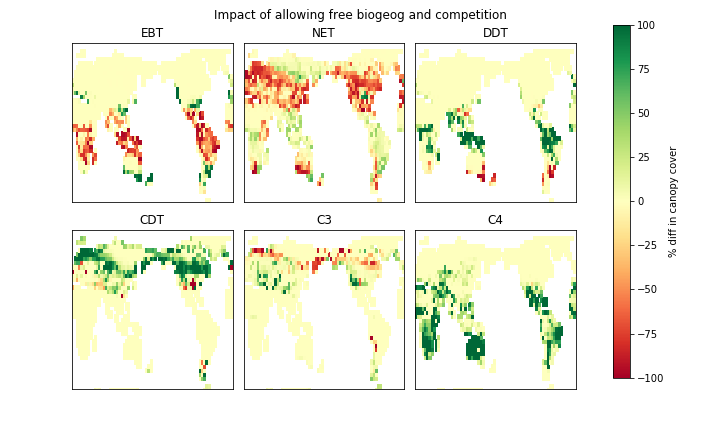 Impact of allowing free biogeog and competition
EBT
NET
DDT
CDT
C3
C4
100
75
50
25
0
−25
−50
−75
−100
% diff in canopy cover